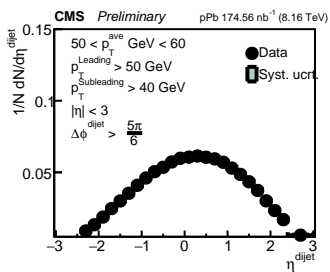 CMS Preliminary pPb 174.56 nb⁻¹ (8.16 TeV)
1/N dN/dη^dijet
0.15
0.1
0.05
50 < p_T^ave GeV < 60
p_T^Leading > 50 GeV
p_T^Subleading > 40 GeV
|η| < 3
Δφ^dijet > 5π/6
Data
Syst. ucrt.
−3 −2 −1 0 1 2 3
η^dijet